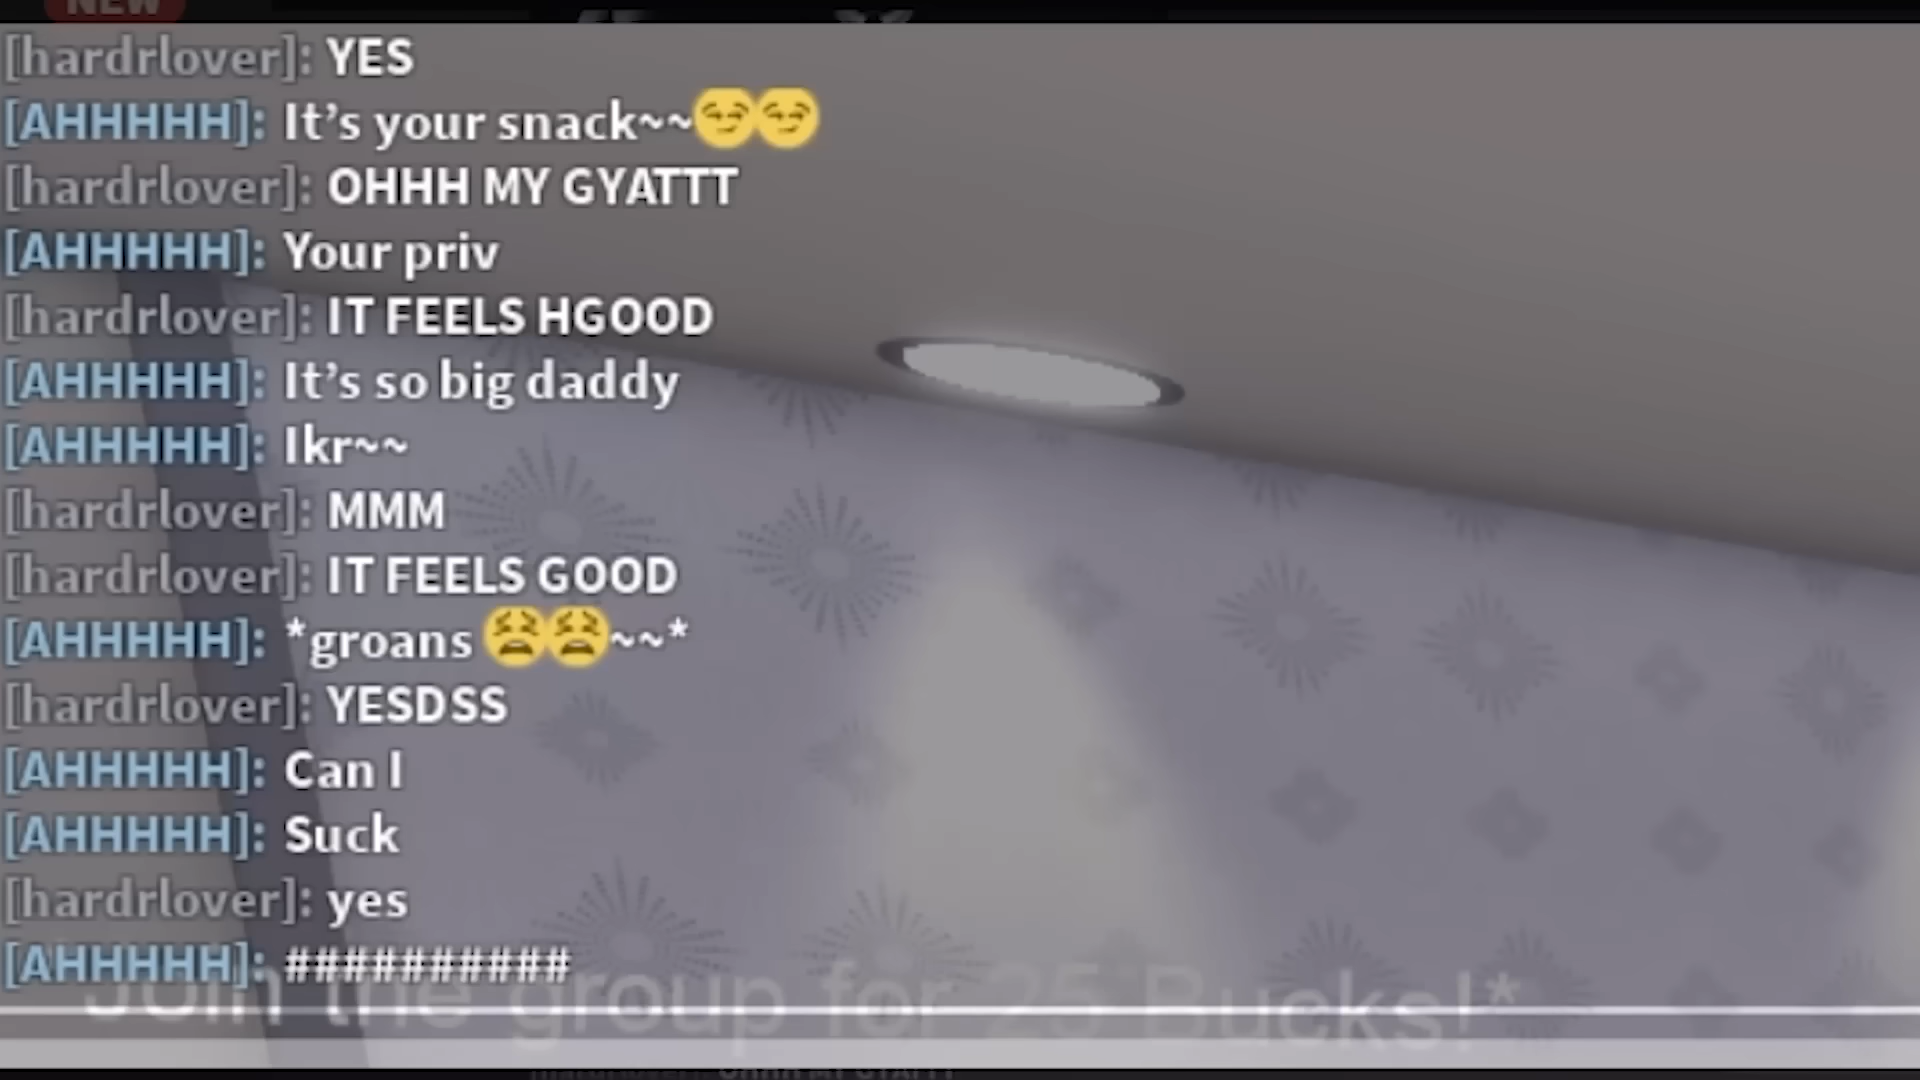 NEW
[hardrlover]: YES
[AHHHHH]: It’s your snack~~😏😏
[hardrlover]: OHHH MY GYATTT
[AHHHHH]: Your priv
[hardrlover]: IT FEELS HGOOD
[AHHHHH]: It’s so big daddy
[AHHHHH]: Ikr~~
[hardrlover]: MMM
[hardrlover]: IT FEELS GOOD
[AHHHHH]: *groans 😫😫~~*
[hardrlover]: YESDSS
[AHHHHH]: Can I
[AHHHHH]: Suck
[hardrlover]: yes
[AHHHHH]: ##########
Join the group for 25 Bucks!*